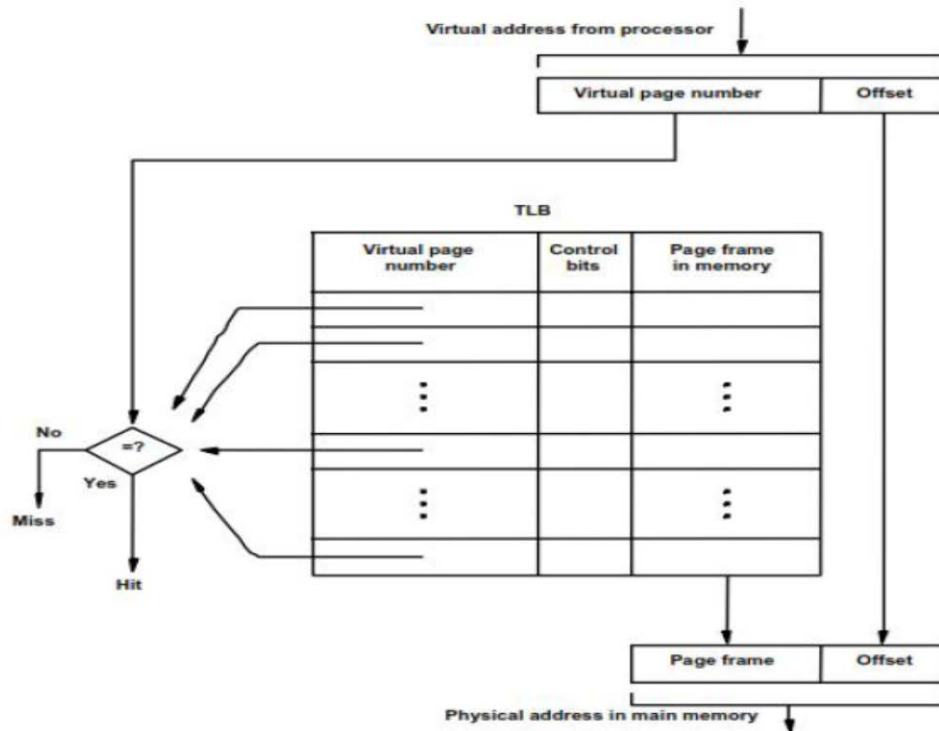 Virtual address from processor
Virtual page number Offset
TLB
Virtual page
number
Control
bits
Page frame
in memory
No
=?
Yes
Miss
Hit
Page frame Offset
Physical address in main memory